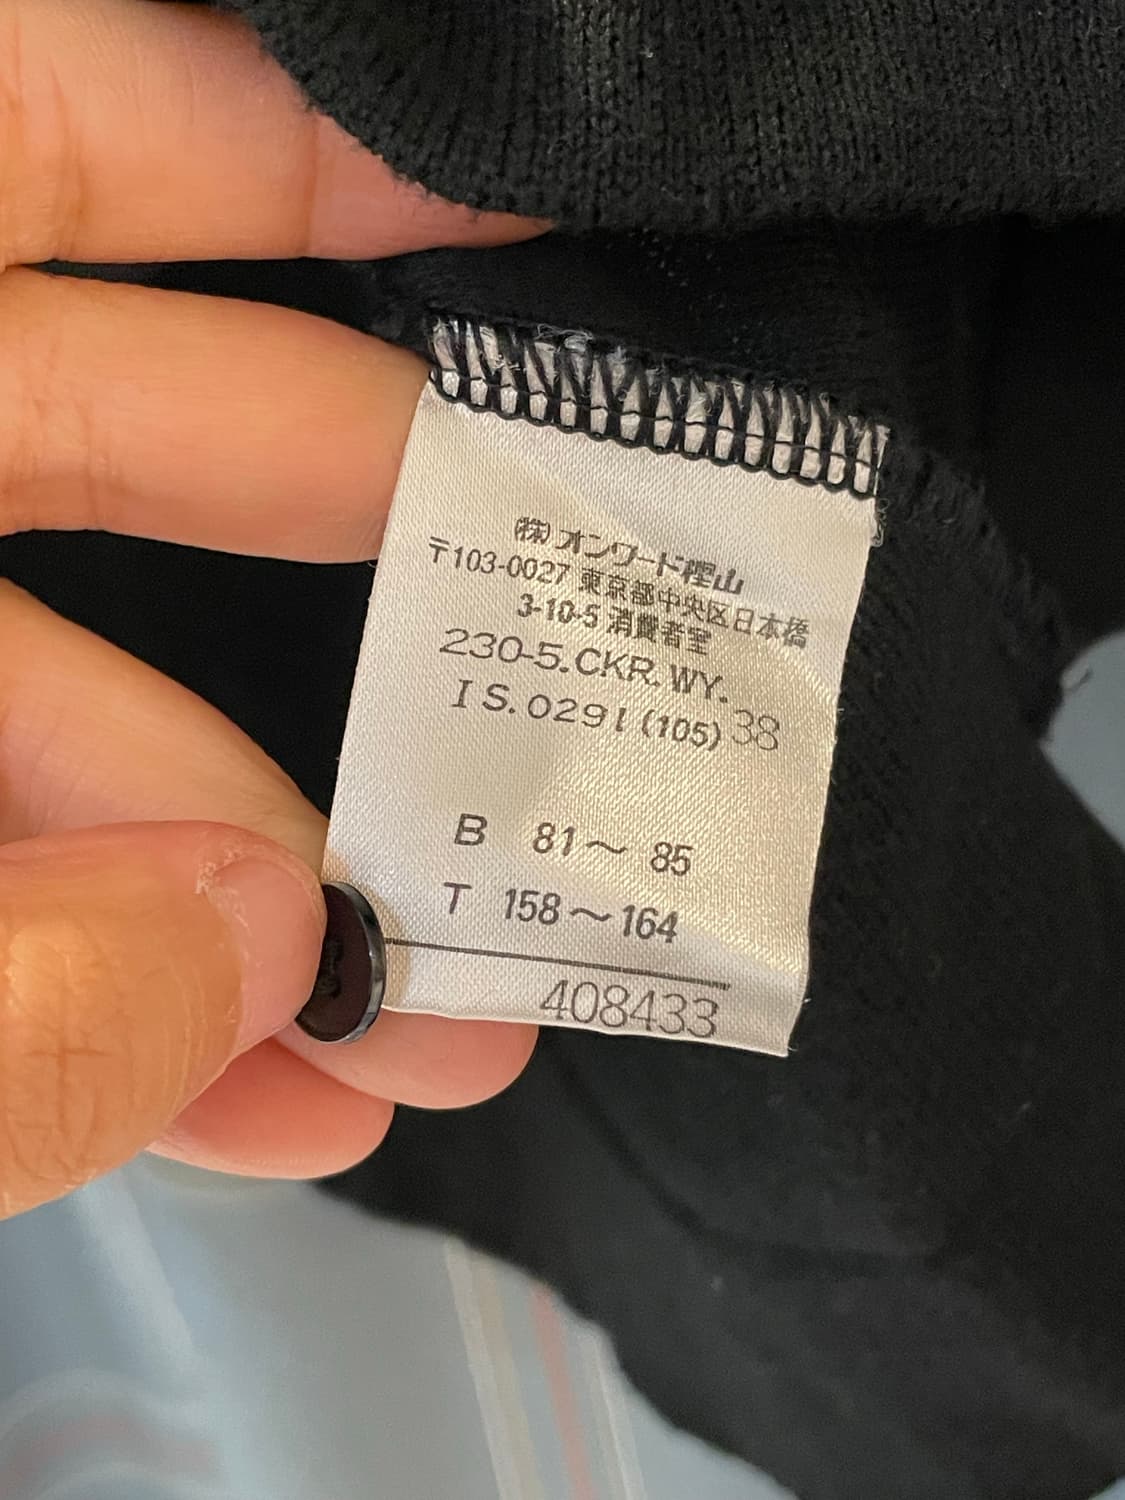 (株)オンワード樫山
〒103-0027 東京都中央区日本橋
3-10-5 消費者室
230-5.CKR.WY.
IS.0291(105) 38
B 81〜85
T 158〜164
408433